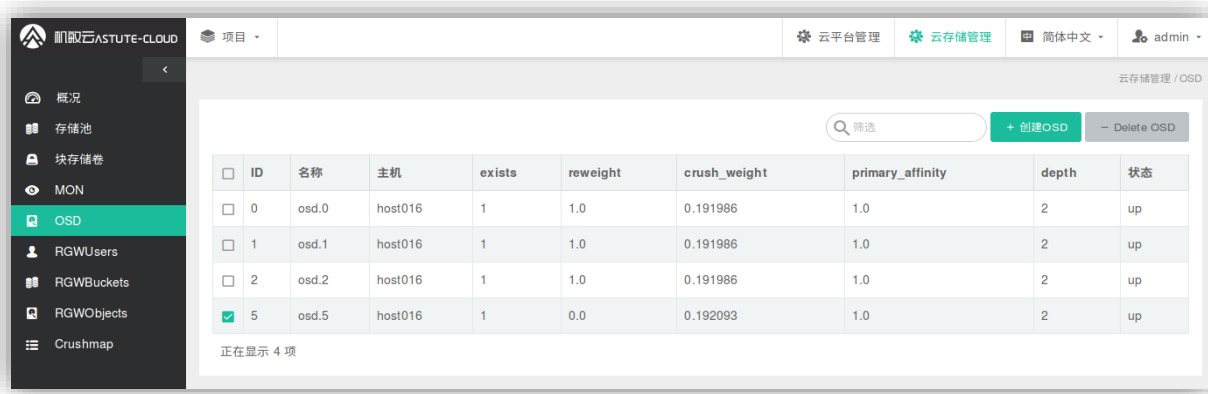 机敏云ASTUTE-CLOUD 项目 云平台管理 云存储管理 中 简体中文 admin
云存储管理 / OSD
概况
存储池
块存储卷
MON
OSD
RGWUsers
RGWBuckets
RGWObjects
Crushmap
筛选 + 创建OSD − Delete OSD
ID 名称 主机 exists reweight crush_weight primary_affinity depth 状态
0 osd.0 host016 1 1.0 0.191986 1.0 2 up
1 osd.1 host016 1 1.0 0.191986 1.0 2 up
2 osd.2 host016 1 1.0 0.191986 1.0 2 up
5 osd.5 host016 1 0.0 0.192093 1.0 2 up
正在显示 4 项